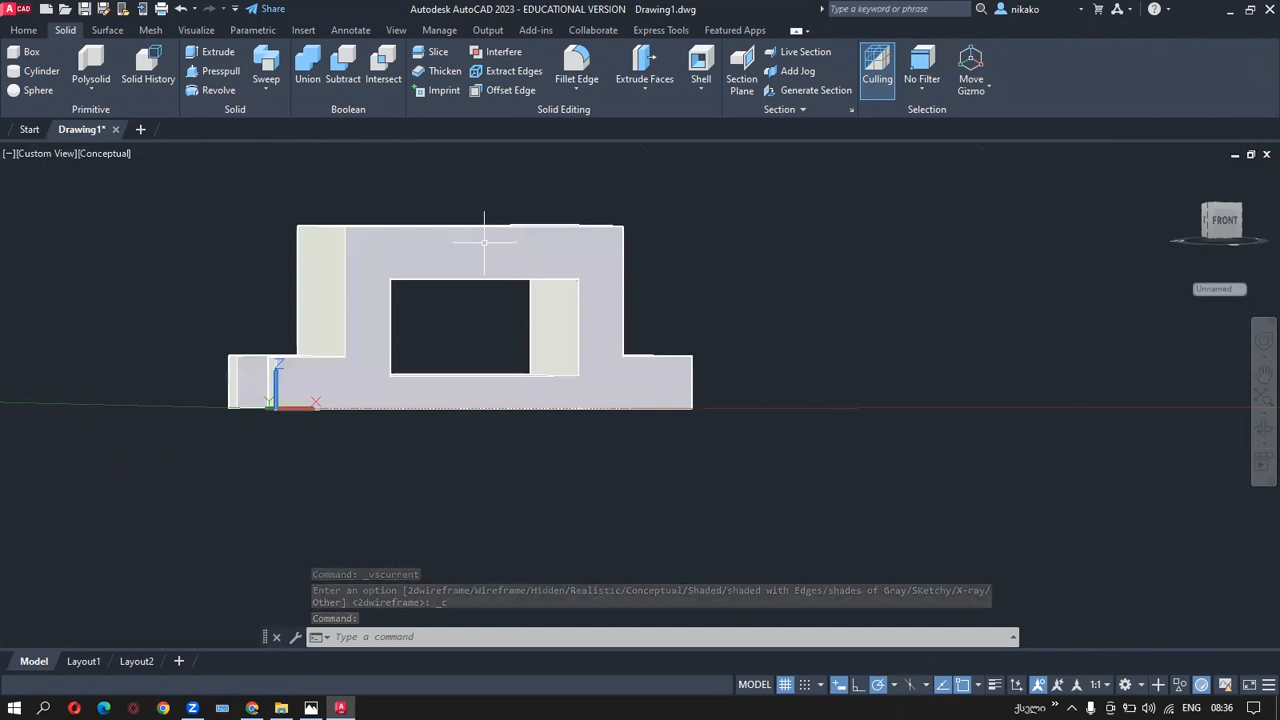 CAD
Share
Autodesk AutoCAD 2023 - EDUCATIONAL VERSION Drawing1.dwg
Type a keyword or phrase
nikako
Home Solid Surface Mesh Visualize Parametric Insert Annotate View Manage Output Add-ins Collaborate Express Tools Featured Apps
Box
Cylinder
Sphere
Polysolid
Solid History
Primitive
Extrude
Presspull
Revolve
Sweep
Solid
Union
Subtract
Intersect
Boolean
Slice
Thicken
Imprint
Interfere
Extract Edges
Offset Edge
Fillet Edge
Extrude Faces
Shell
Solid Editing
Section Plane
Live Section
Add Jog
Generate Section
Section
Culling
No Filter
Move Gizmo
Selection
Start Drawing1*
[−][Custom View][Conceptual]
FRONT
Unnamed
Z
Y
X
Command: _vscurrent
Enter an option [2dwireframe/Wireframe/Hidden/Realistic/Conceptual/Shaded/shaded with Edges/shades of Gray/SKetchy/X-ray/
Other] <2dwireframe>: _c
Command:
Type a command
Model Layout1 Layout2
MODEL
1:1
ქსელი
ENG
08:36